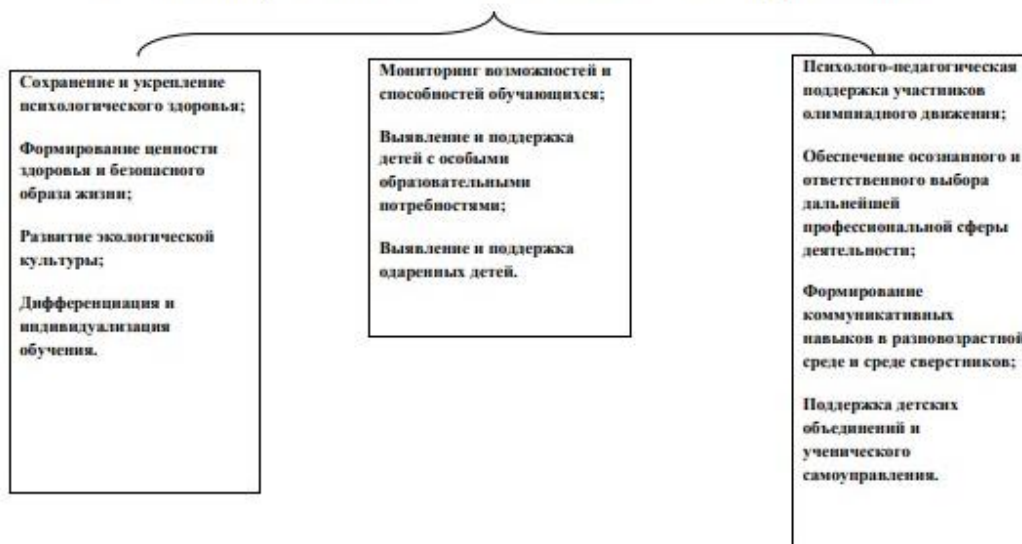 Сохранение и укрепление
психологического здоровья;
Формирование ценности
здоровья и безопасного
образа жизни;
Развитие экологической
культуры;
Дифференциация и
индивидуализация
обучения.
Мониторинг возможностей и
способностей обучающихся;
Выявление и поддержка
детей с особыми
образовательными
потребностями;
Выявление и поддержка
одаренных детей.
Психолого-педагогическая
поддержка участников
олимпиадного движения;
Обеспечение осознанного и
ответственного выбора
дальнейшей
профессиональной сферы
деятельности;
Формирование
коммуникативных
навыков в разновозрастной
среде и среде сверстников;
Поддержка детских
объединений и
ученического
самоуправления.